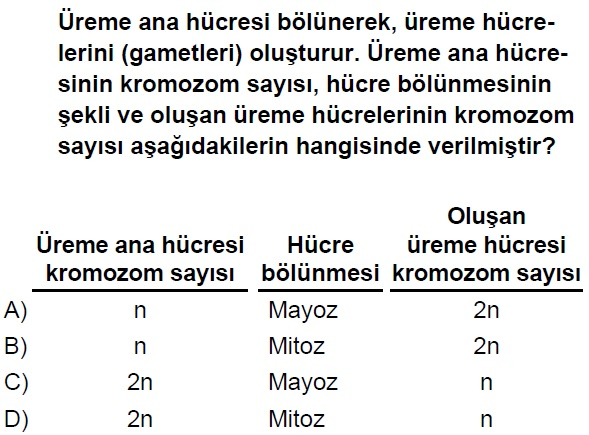 Üreme ana hücresi bölünerek, üreme hücre-
lerini (gametleri) oluşturur. Üreme ana hücre-
sinin kromozom sayısı, hücre bölünmesinin
şekli ve oluşan üreme hücrelerinin kromozom
sayısı aşağıdakilerin hangisinde verilmiştir?
Oluşan
Üreme ana hücresi Hücre üreme hücresi
kromozom sayısı bölünmesi kromozom sayısı
A) n Mayoz 2n
B) n Mitoz 2n
C) 2n Mayoz n
D) 2n Mitoz n